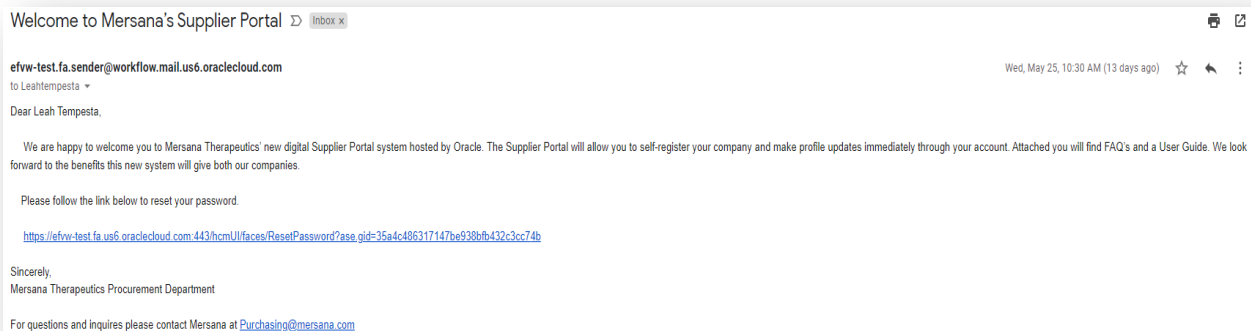 Welcome to Mersana's Supplier Portal Inbox x
efvw-test.fa.sender@workflow.mail.us6.oraclecloud.com Wed, May 25, 10:30 AM (13 days ago)
to Leahtempesta
Dear Leah Tempesta,
We are happy to welcome you to Mersana Therapeutics' new digital Supplier Portal system hosted by Oracle. The Supplier Portal will allow you to self-register your company and make profile updates immediately through your account. Attached you will find FAQ's and a User Guide. We look
forward to the benefits this new system will give both our companies.
Please follow the link below to reset your password.
https://efvw-test.fa.us6.oraclecloud.com:443/hcmUI/faces/ResetPassword?ase.gid=35a4c486317147be938bfb432c3cc74b
Sincerely,
Mersana Therapeutics Procurement Department
For questions and inquires please contact Mersana at Purchasing@mersana.com